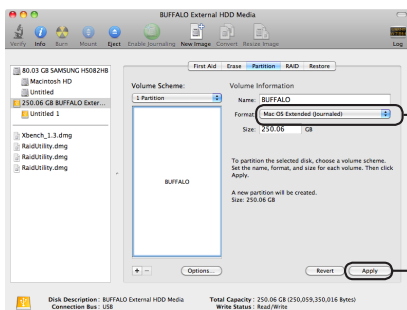 BUFFALO External HDD Media
Verify Info Burn Mount Eject Enable Journaling New Image Convert Resize Image Log
First Aid Erase Partition RAID Restore
80.03 GB SAMSUNG HS082HB
Macintosh HD
Untitled
250.06 GB BUFFALO Exter...
Untitled 1
Xbench_1.3.dmg
RaidUtility.dmg
RaidUtility.dmg
RaidUtility.dmg
Volume Scheme:
1 Partition
BUFFALO
+ − Options...
Volume Information
Name: BUFFALO
Format: Mac OS Extended (Journaled)
Size: 250.06 GB
To partition the selected disk, choose a volume scheme.
Set the name, format, and size for each volume. Then click
Apply.
A new partition will be created.
Size: 250.06 GB
Revert Apply
Disk Description : BUFFALO External HDD Media Total Capacity : 250.06 GB (250,059,350,016 Bytes)
Connection Bus : USB Write Status : Read/Write